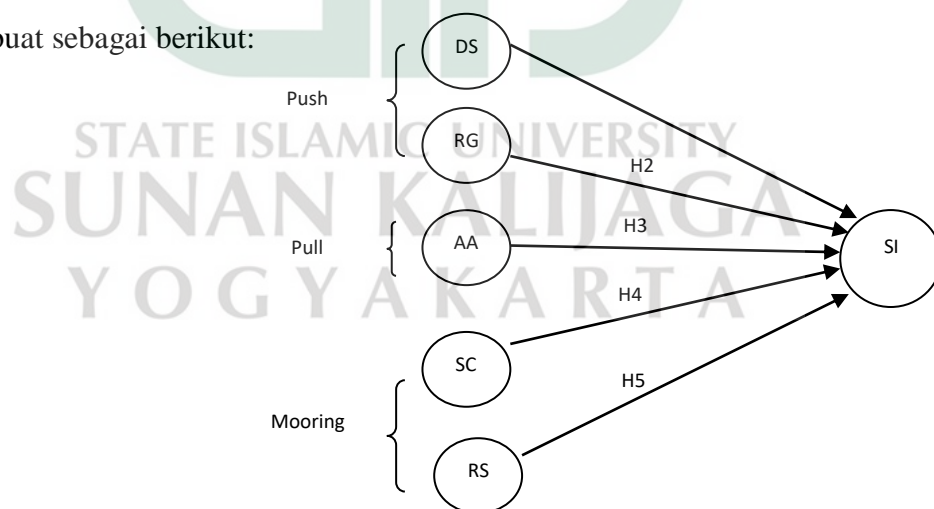 buat sebagai berikut:
DS
Push
RG
H2
STATE ISLAMIC UNIVERSITY
SUNAN KALIJAGA
YOGYAKARTA
H3
Pull
AA
SI
H4
SC
H5
Mooring
RS